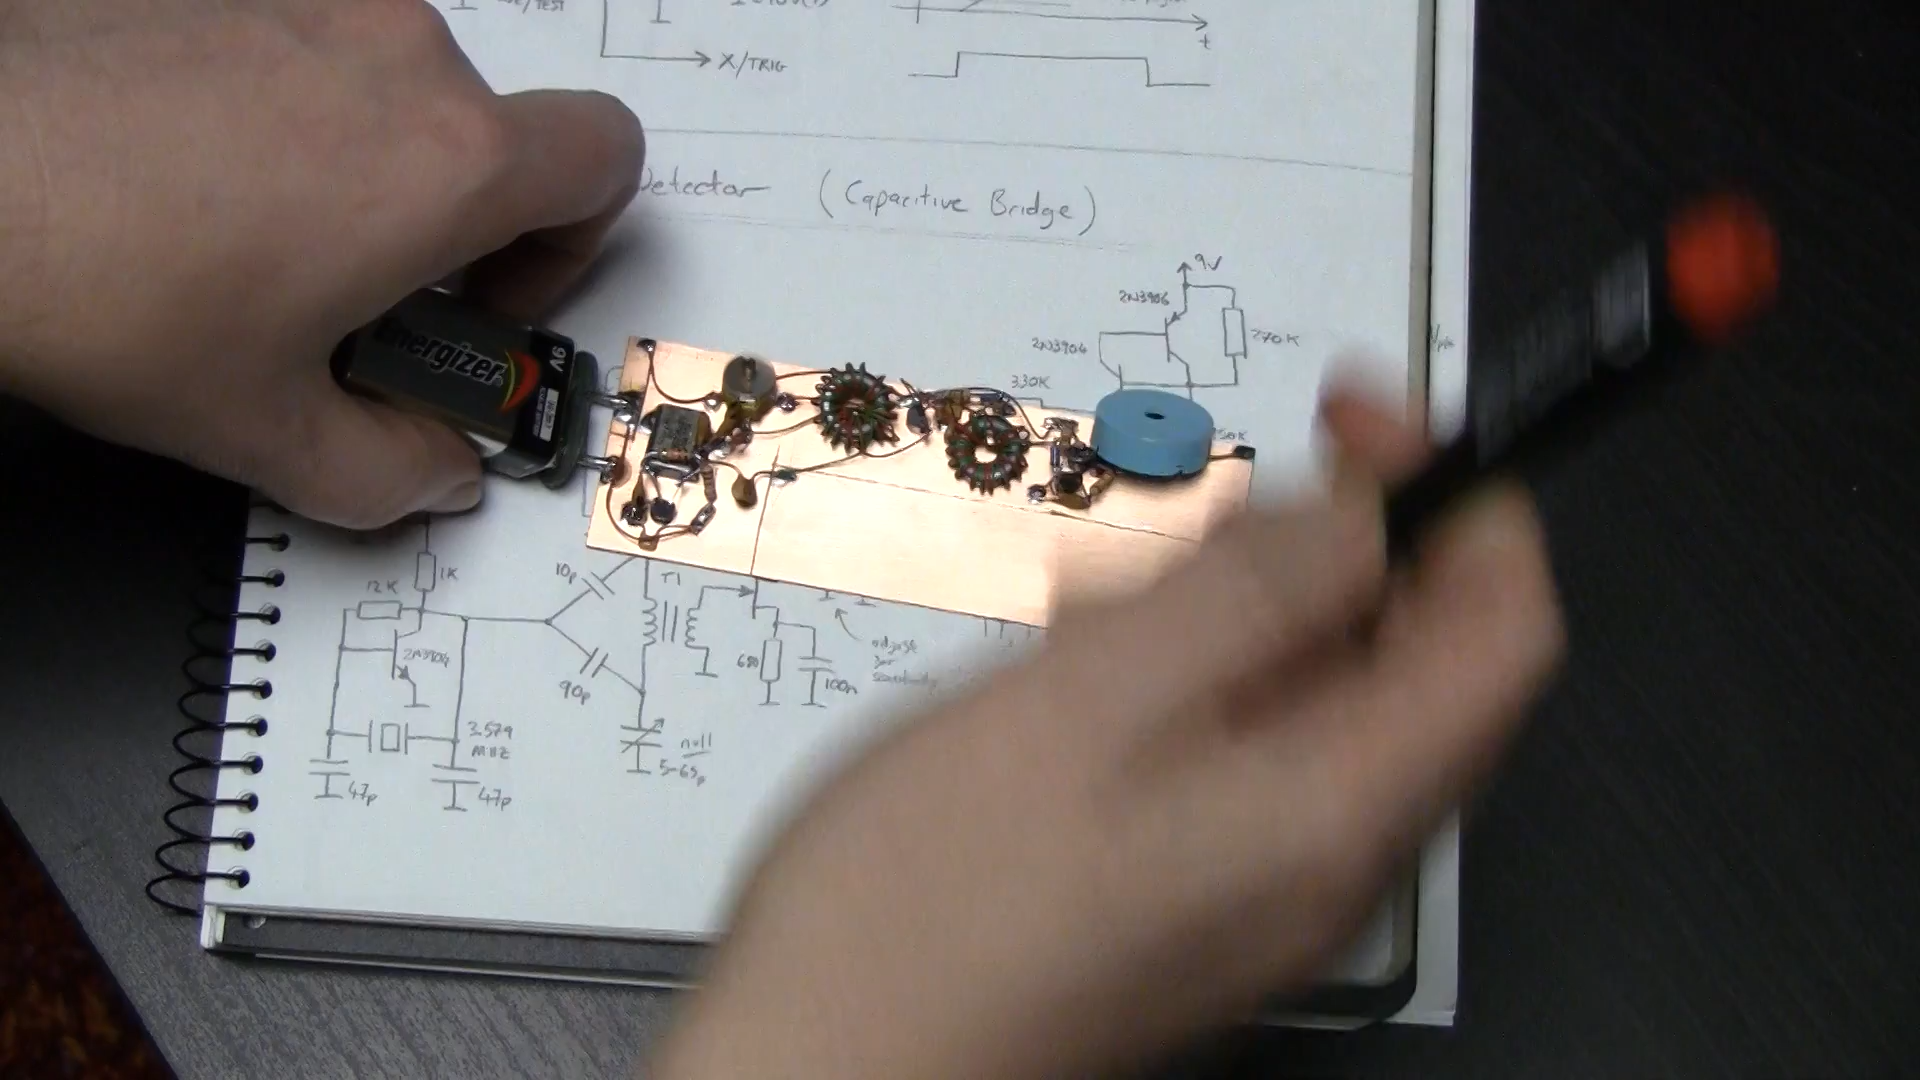 X/TRIG
t
Detector (Capacitive Bridge)
9V
2N3906
270K
2N3904
330K
Energizer
9V
10p
T1
12K
1K
2N3904
680
100n
90p
3.579
MHZ
null
5-65p
47p
47p